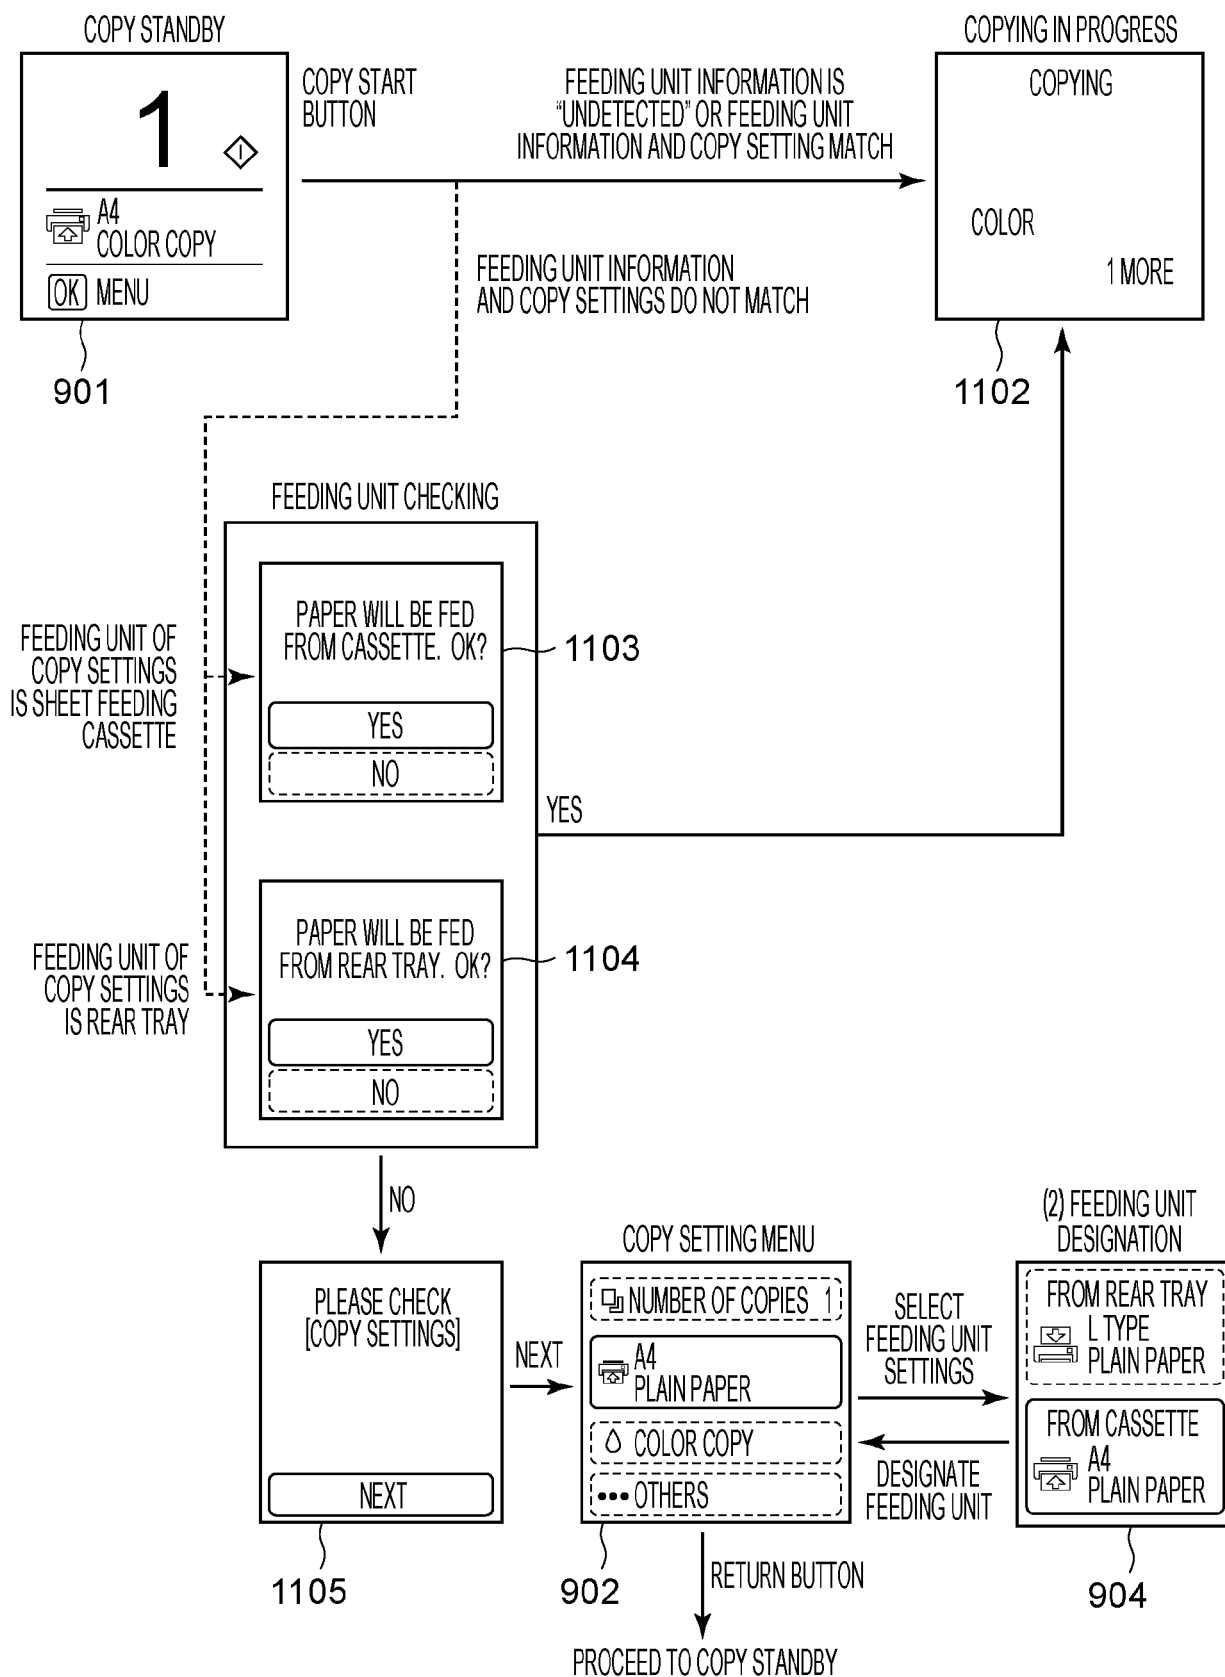 COPY STANDBY
1
A4
COLOR COPY
OK MENU
901
COPY START
BUTTON
FEEDING UNIT INFORMATION IS
“UNDETECTED” OR FEEDING UNIT
INFORMATION AND COPY SETTING MATCH
FEEDING UNIT INFORMATION
AND COPY SETTINGS DO NOT MATCH
COPYING IN PROGRESS
COPYING
COLOR
1 MORE
1102
FEEDING UNIT CHECKING
FEEDING UNIT OF
COPY SETTINGS
IS SHEET FEEDING
CASSETTE
PAPER WILL BE FED
FROM CASSETTE. OK?
YES
NO
1103
YES
FEEDING UNIT OF
COPY SETTINGS
IS REAR TRAY
PAPER WILL BE FED
FROM REAR TRAY. OK?
YES
NO
1104
NO
PLEASE CHECK
[COPY SETTINGS]
NEXT
1105
NEXT
COPY SETTING MENU
NUMBER OF COPIES 1
A4
PLAIN PAPER
COLOR COPY
OTHERS
902
SELECT
FEEDING UNIT
SETTINGS
DESIGNATE
FEEDING UNIT
(2) FEEDING UNIT
DESIGNATION
FROM REAR TRAY
L TYPE
PLAIN PAPER
FROM CASSETTE
A4
PLAIN PAPER
904
RETURN BUTTON
PROCEED TO COPY STANDBY